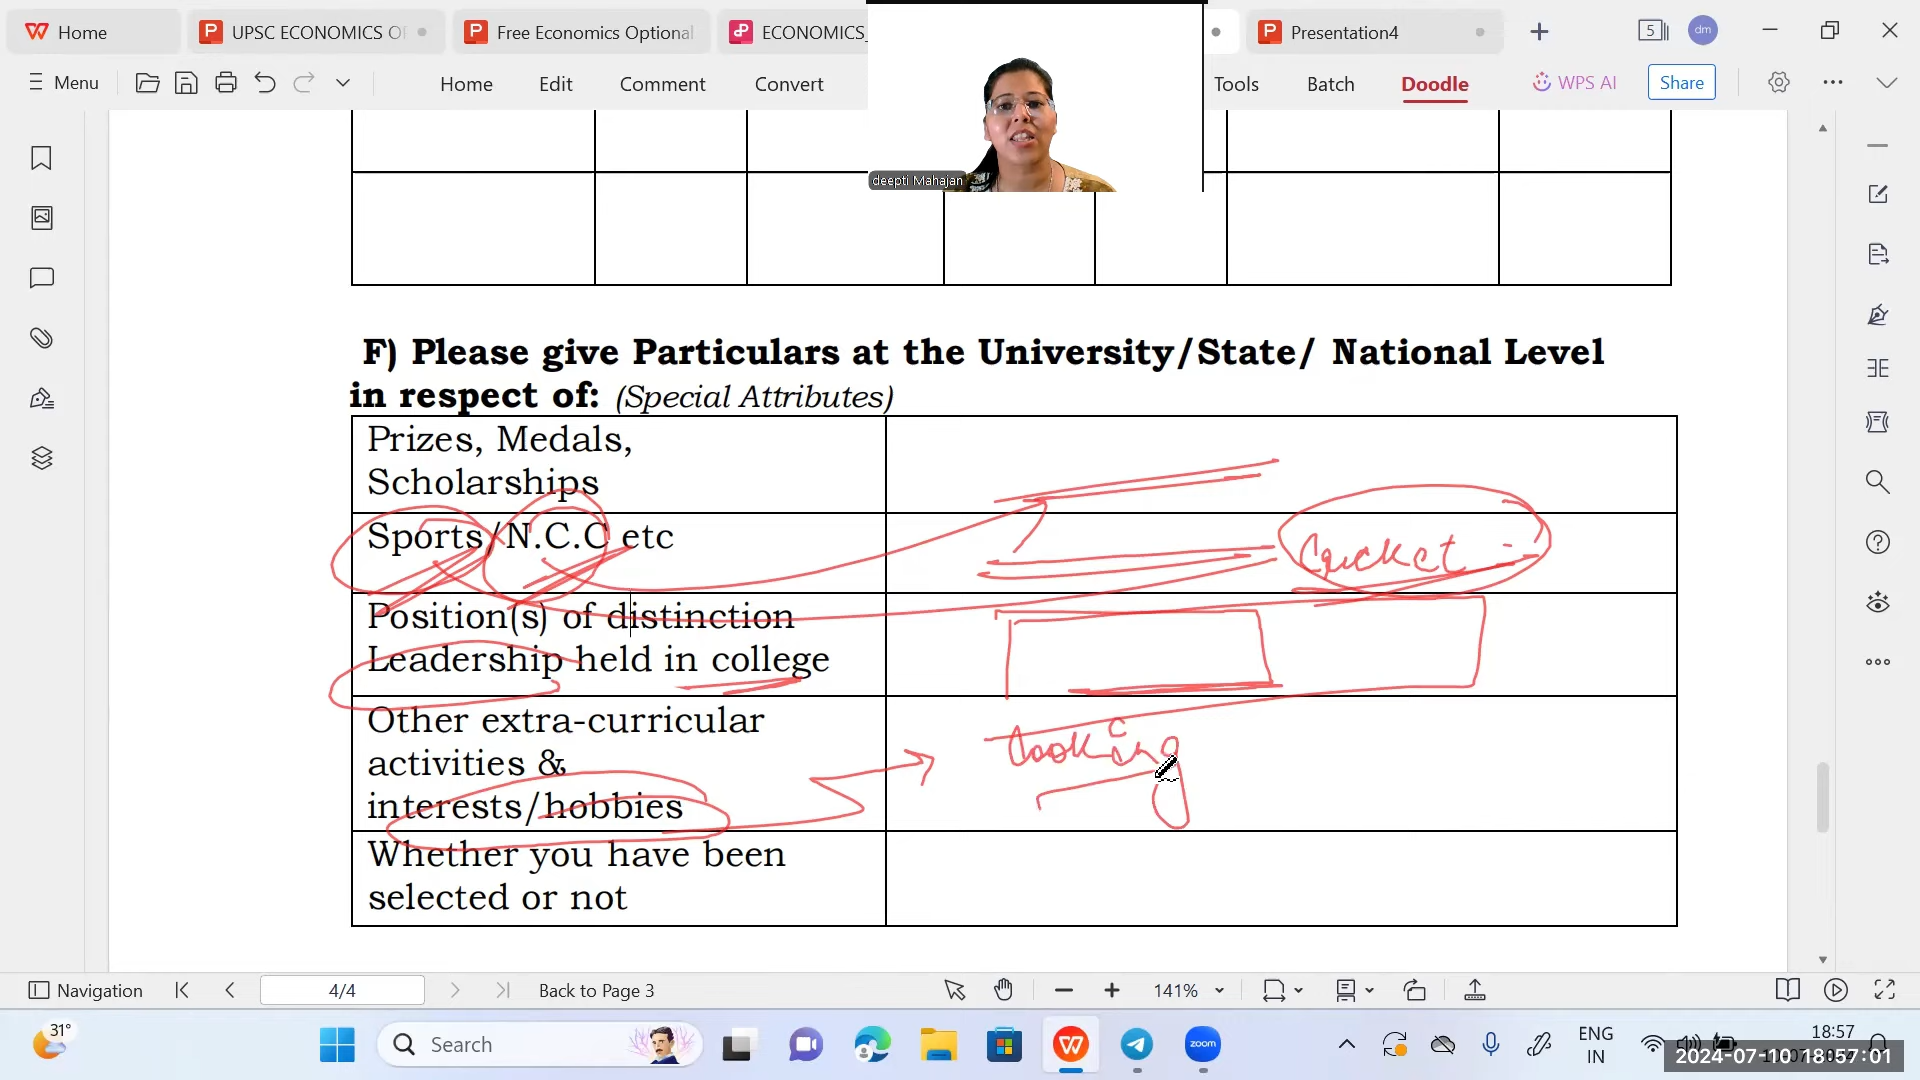 Home
UPSC ECONOMICS O
Free Economics Optional
ECONOMICS_
Presentation4
5
dm
Menu
Home
Edit
Comment
Convert
Tools
Batch
Doodle
WPS AI
Share
deepti Mahajan
F) Please give Particulars at the University/State/ National Level
in respect of: (Special Attributes)
Prizes, Medals,
Scholarships
Sports/N.C.C etc
Cricket
Position(s) of distinction
Leadership held in college
Other extra-curricular
activities &
interests/hobbies
Cooking
Whether you have been
selected or not
Navigation
4/4
Back to Page 3
141%
31°
Search
zoom
ENG
IN
18:57
2024-07-10 18:57:01